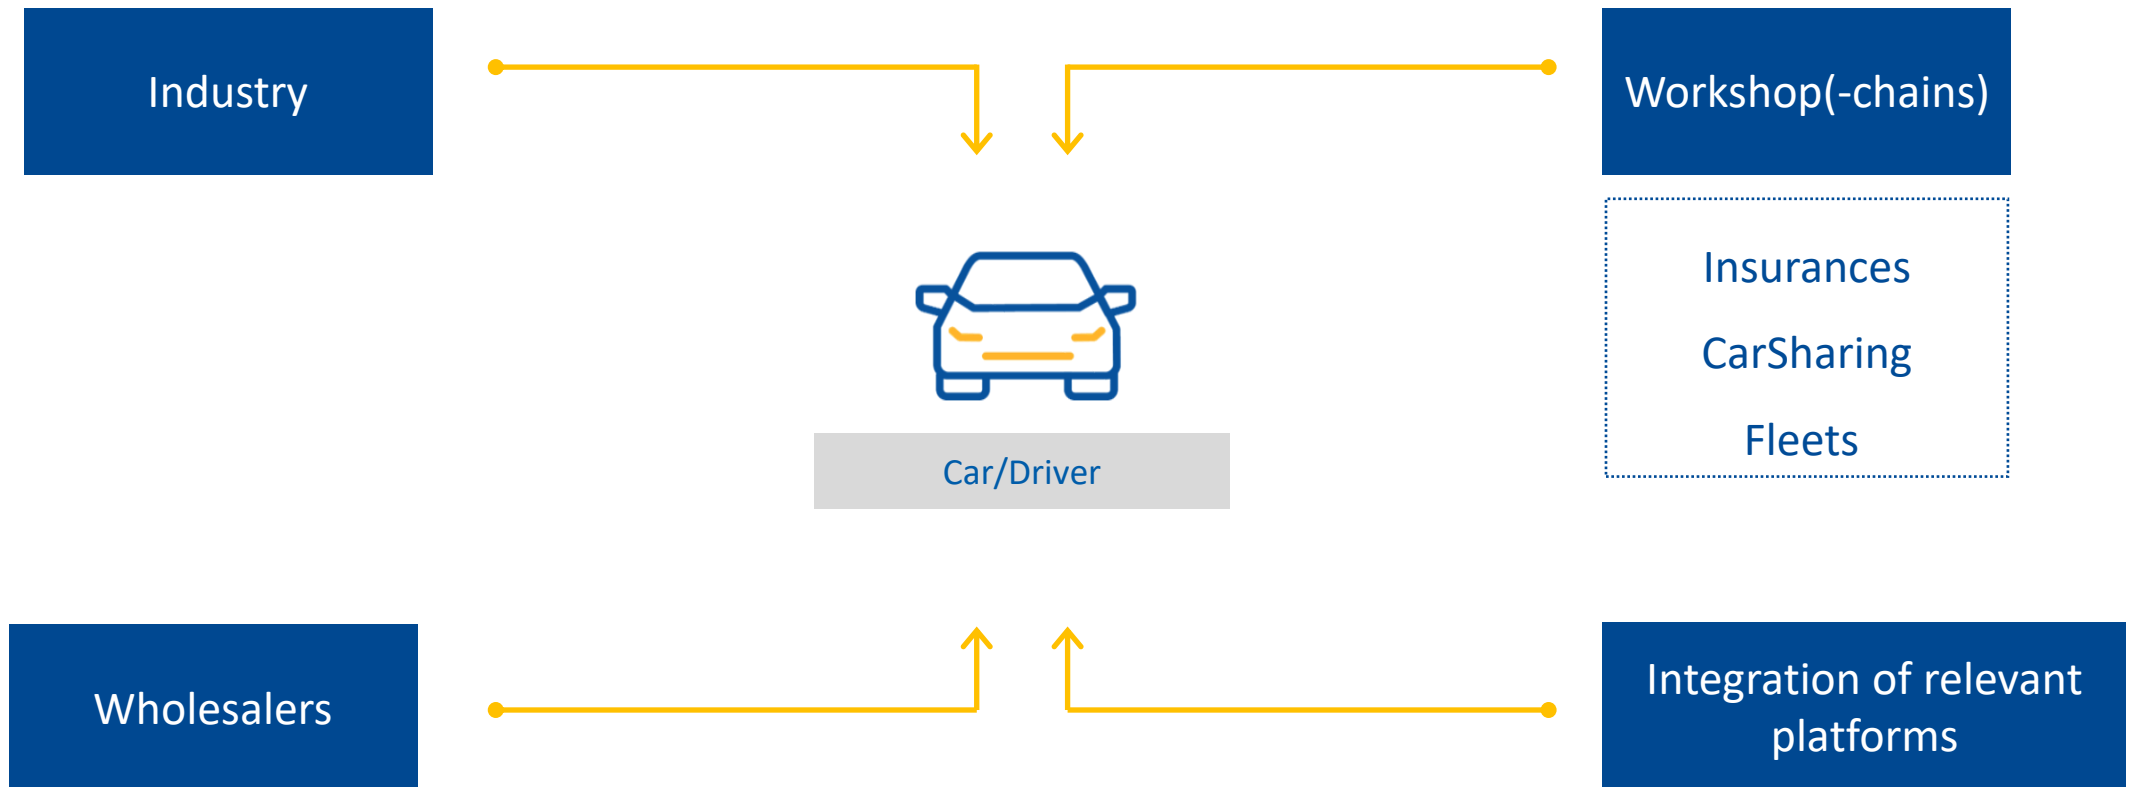 Industry
Workshop(-chains)
Insurances
CarSharing
Fleets
Car/Driver
Wholesalers
Integration of relevant
platforms